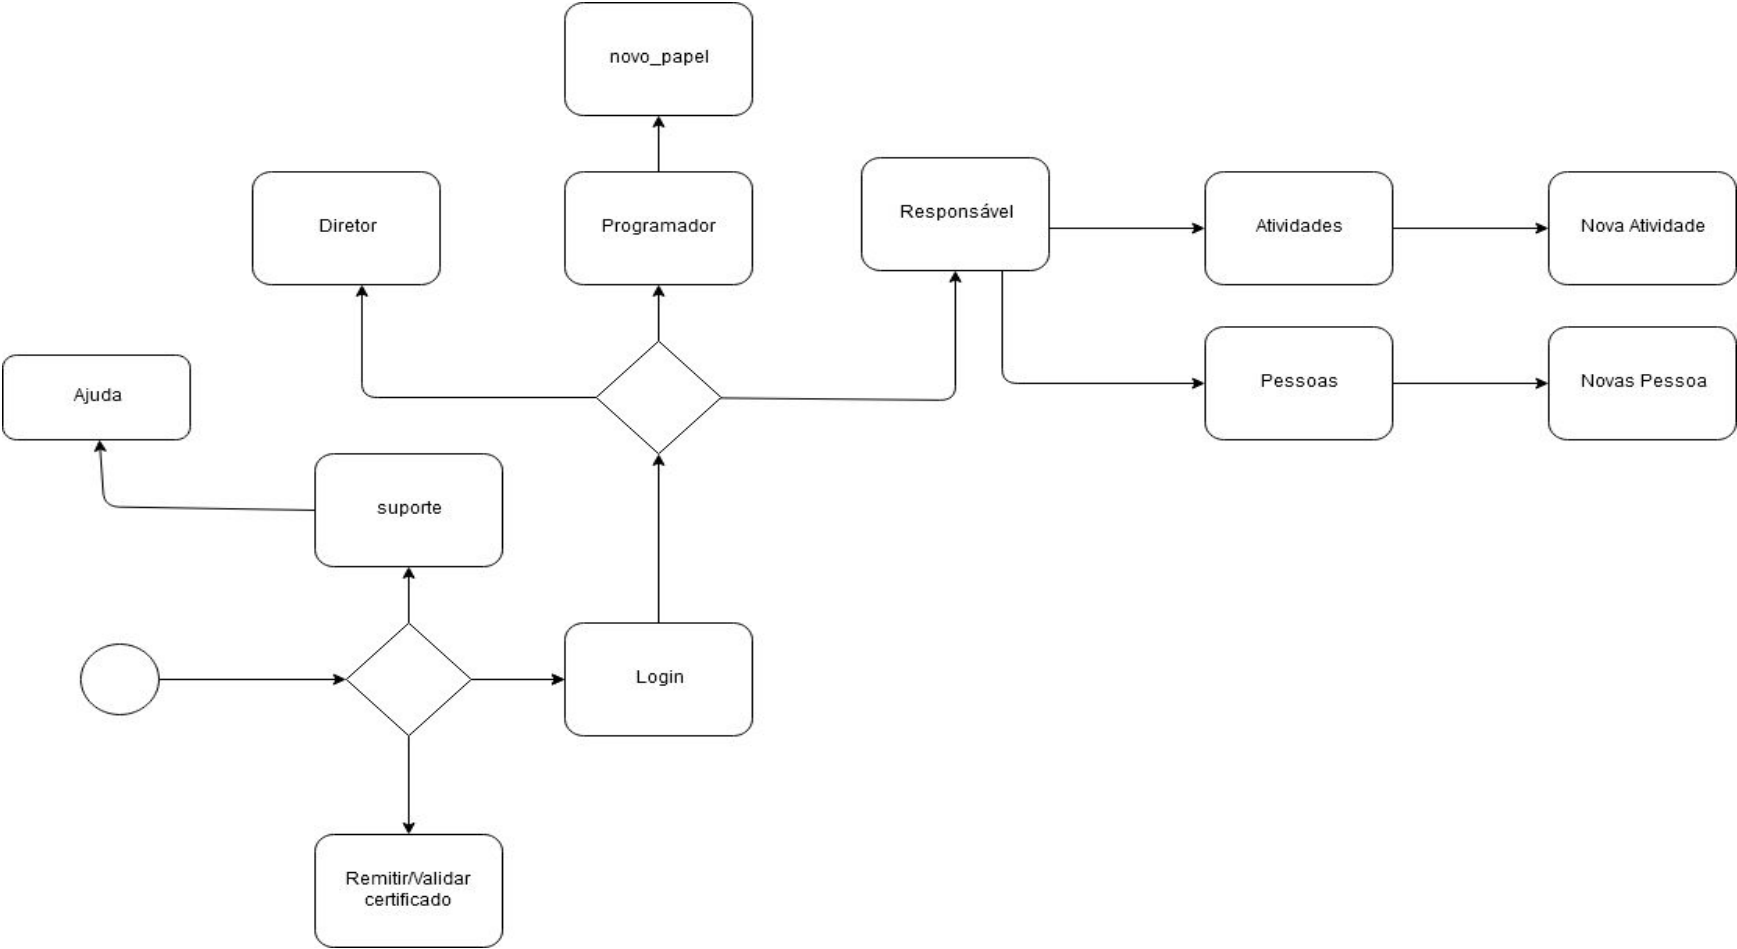 novo_papel
Diretor
Programador
Responsável
Atividades
Nova Atividade
Ajuda
Pessoas
Novas Pessoa
suporte
Login
Remitir/Validar
certificado